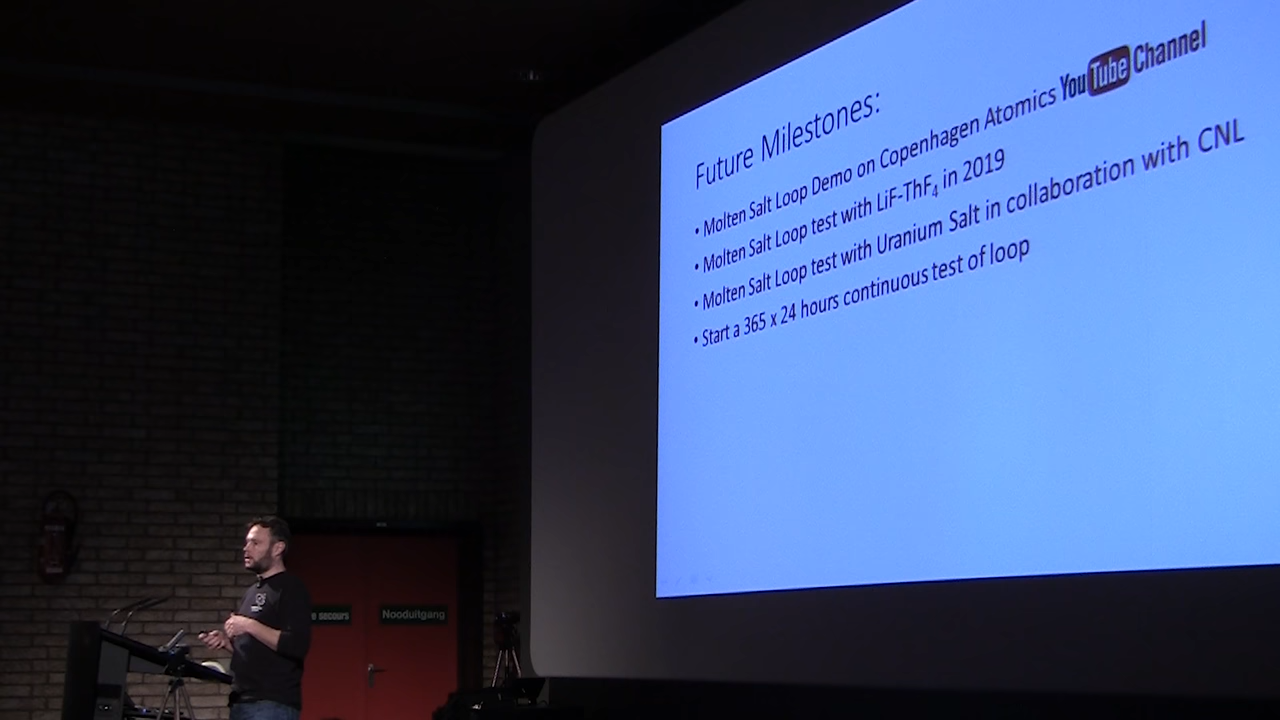 Future Milestones:
• Molten Salt Loop Demo on Copenhagen Atomics YouTube Channel
• Molten Salt Loop test with LiF-ThF₄ in 2019
• Molten Salt Loop test with Uranium Salt in collaboration with CNL
• Start a 365 x 24 hours continuous test of loop
secours
Nooduitgang